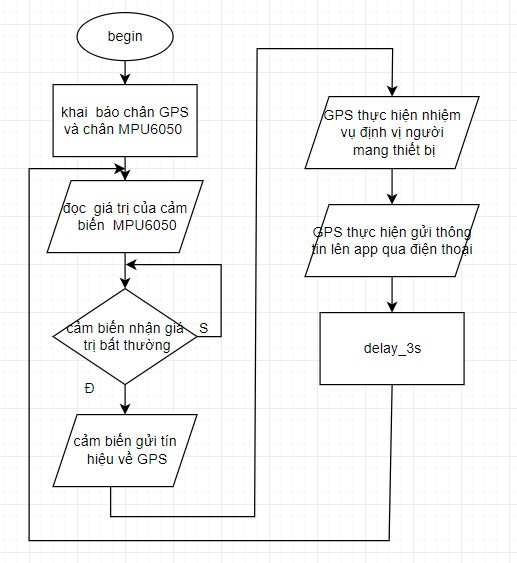 begin
khai báo chân GPS
và chân MPU6050
đọc giá trị của cảm
biến MPU6050
cảm biến nhận giá
trị bất thường
S
Đ
cảm biến gửi tín
hiệu về GPS
GPS thực hiện nhiệm
vụ định vị người
mang thiết bị
GPS thực hiện gửi thông
tin lên app qua điện thoại
delay_3s